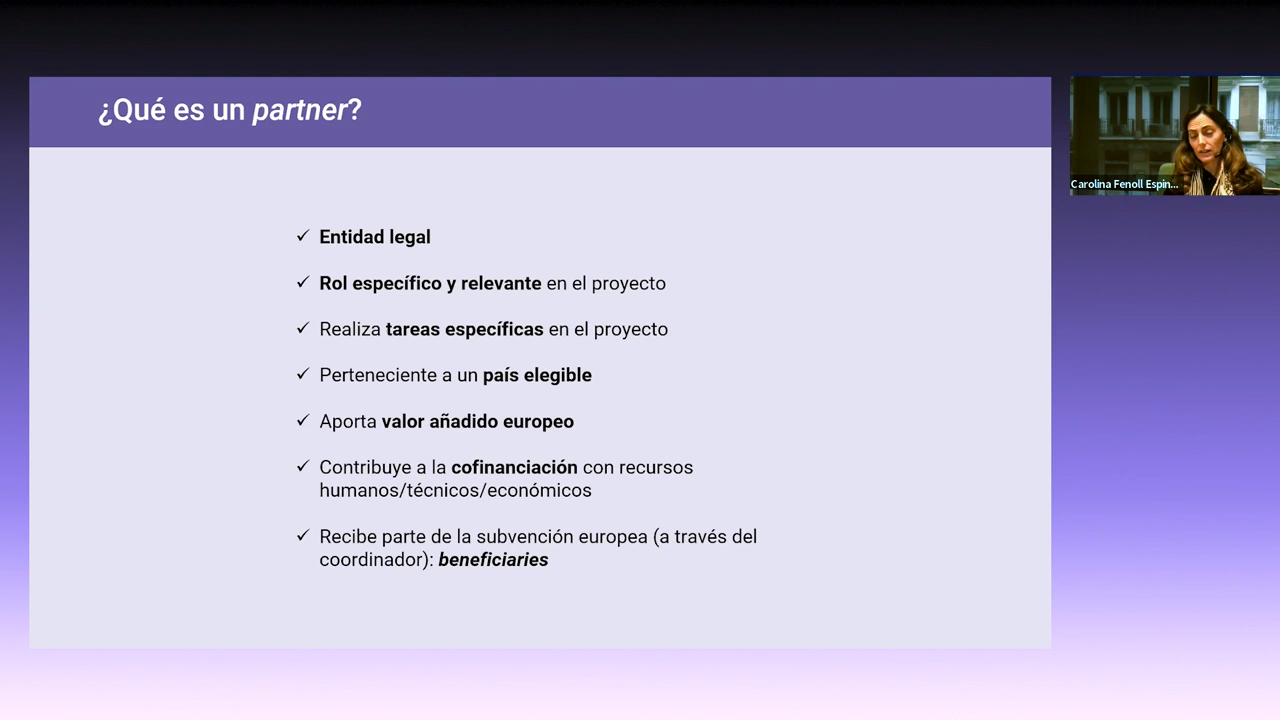 ¿Qué es un partner?
Carolina Fenoll Espin...
✓ Entidad legal
✓ Rol específico y relevante en el proyecto
✓ Realiza tareas específicas en el proyecto
✓ Perteneciente a un país elegible
✓ Aporta valor añadido europeo
✓ Contribuye a la cofinanciación con recursos
humanos/técnicos/económicos
✓ Recibe parte de la subvención europea (a través del
coordinador): beneficiaries